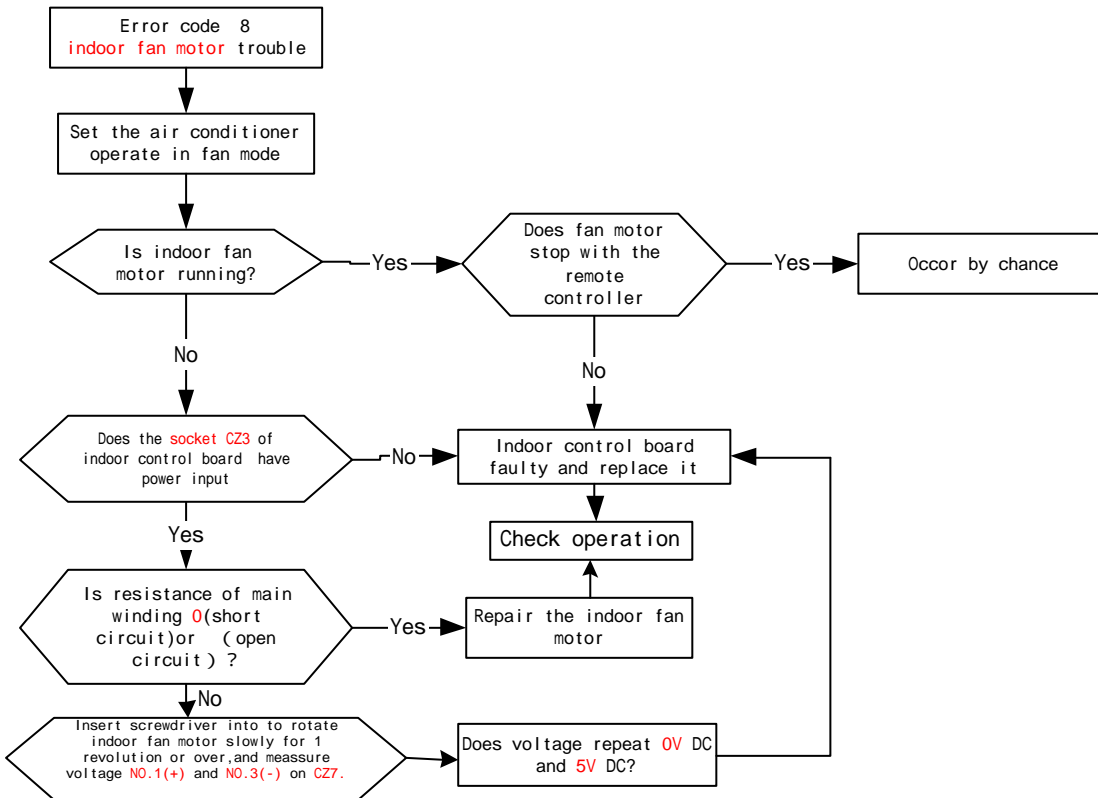 Error code 8
indoor fan motor trouble
Set the air conditioner
operate in fan mode
Is indoor fan
motor running?
Yes
Does fan motor
stop with the
remote
controller
Yes
Occor by chance
No
No
Does the socket CZ3 of
indoor control board have
power input
No
Indoor control board
faulty and replace it
Yes
Check operation
Is resistance of main
winding 0(short
circuit)or (open
circuit) ?
Yes
Repair the indoor fan
motor
No
Insert screwdriver into to rotate
indoor fan motor slowly for 1
revolution or over,and meassure
voltage NO.1(+) and NO.3(-) on CZ7.
Does voltage repeat 0V DC
and 5V DC?